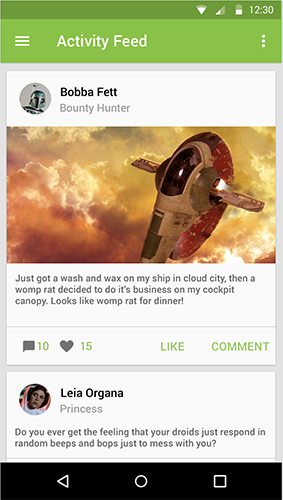 12:30
Activity Feed
Bobba Fett
Bounty Hunter
Just got a wash and wax on my ship in cloud city, then a
womp rat decided to do it's business on my cockpit
canopy. Looks like womp rat for dinner!
10 15 LIKE COMMENT
Leia Organa
Princess
Do you ever get the feeling that your droids just respond in
random beeps and bops just to mess with you?